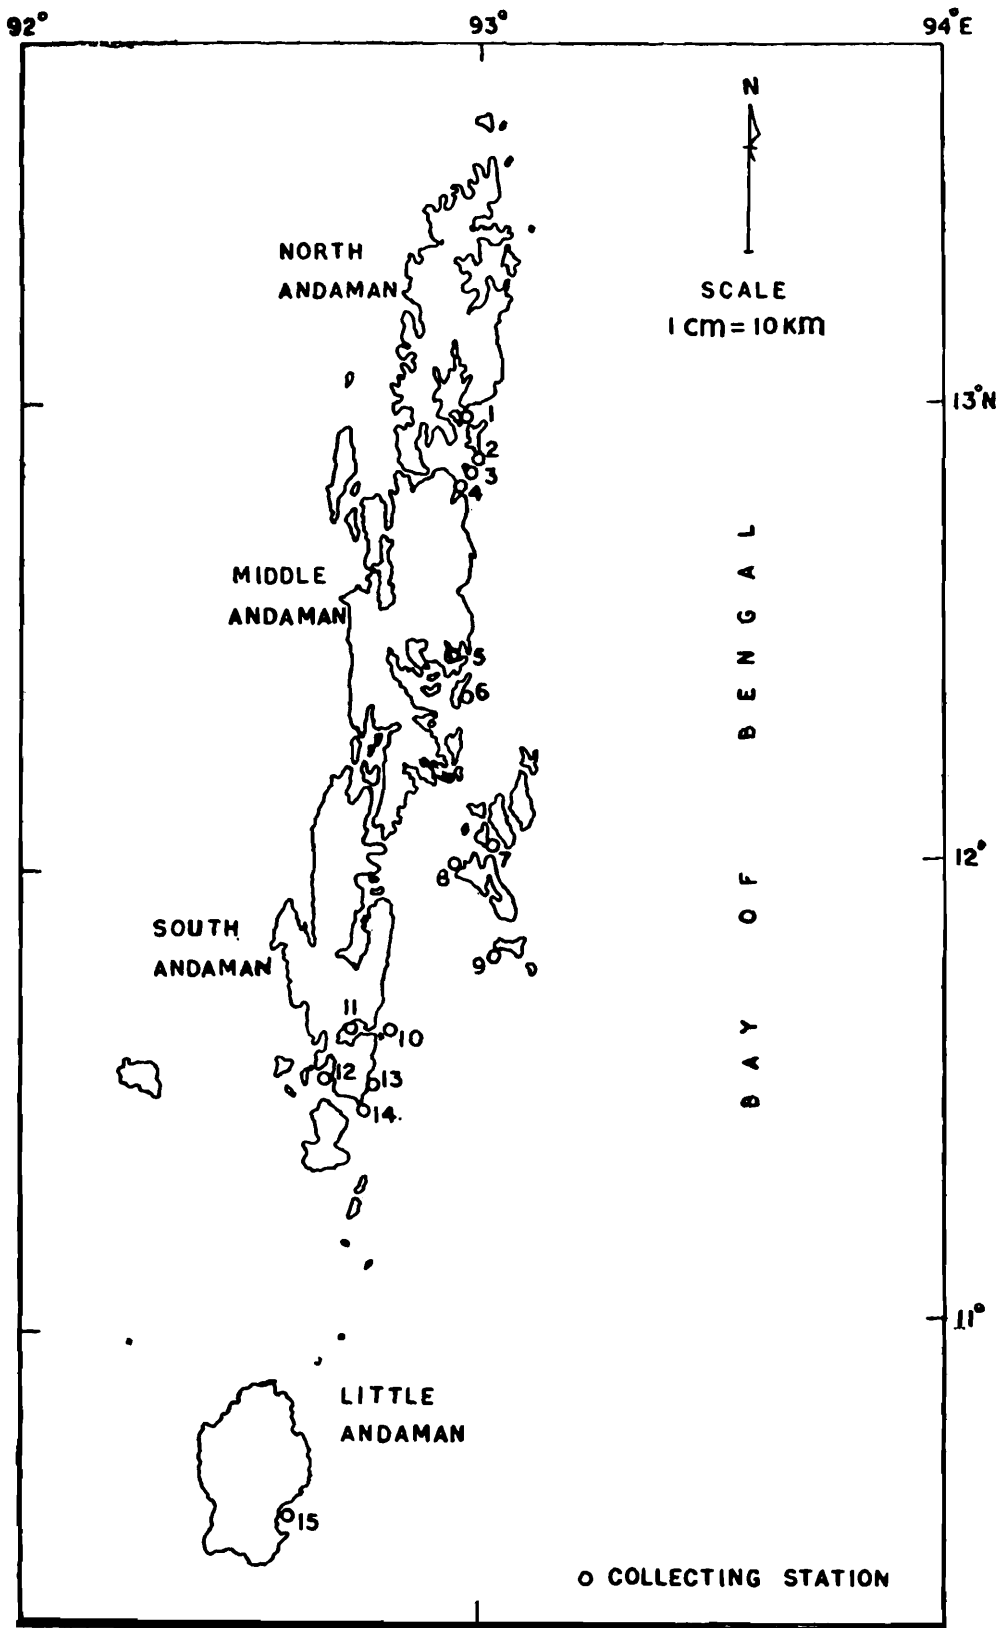 92°
93°
94°E
N
NORTH
ANDAMAN
SCALE
1 cm = 10 Km
13°N
1
2
3
4
MIDDLE
ANDAMAN
5
6
BAY OF BENGAL
7
12°
8
SOUTH
ANDAMAN
9
11
10
12
13
14.
11°
LITTLE
ANDAMAN
15
o COLLECTING STATION